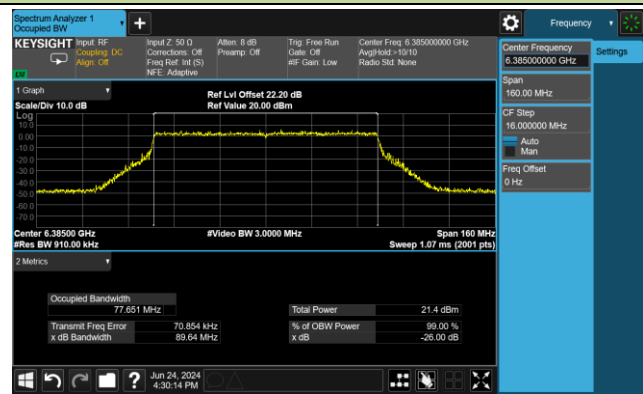 Spectrum Analyzer 1
Occupied BW
Frequency
KEYSIGHT
Input: RF
Coupling: DC
Align: Off
Input Z: 50 Ω
Corrections: Off
Freq Ref: Int (S)
NFE: Adaptive
Atten: 8 dB
Preamp: Off
Trig: Free Run
Gate: Off
#IF Gain: Low
Center Freq: 6.385000000 GHz
Avg|Hold:>10/10
Radio Std: None
Center Frequency
6.385000000 GHz
Settings
Span
160.00 MHz
CF Step
16.000000 MHz
Auto
Man
Freq Offset
0 Hz
LW
1 Graph
Scale/Div 10.0 dB
Ref Lvl Offset 22.20 dB
Ref Value 20.00 dBm
Log
10.0
0.00
-10.0
-20.0
-30.0
-40.0
-50.0
-60.0
-70.0
Center 6.38500 GHz
#Video BW 3.0000 MHz
Span 160 MHz
#Res BW 910.00 kHz
Sweep 1.07 ms (2001 pts)
2 Metrics
Occupied Bandwidth
77.651 MHz
Total Power 21.4 dBm
Transmit Freq Error 70.854 kHz
% of OBW Power 99.00 %
x dB Bandwidth 89.64 MHz
x dB -26.00 dB
?
Jun 24, 2024
4:30:14 PM